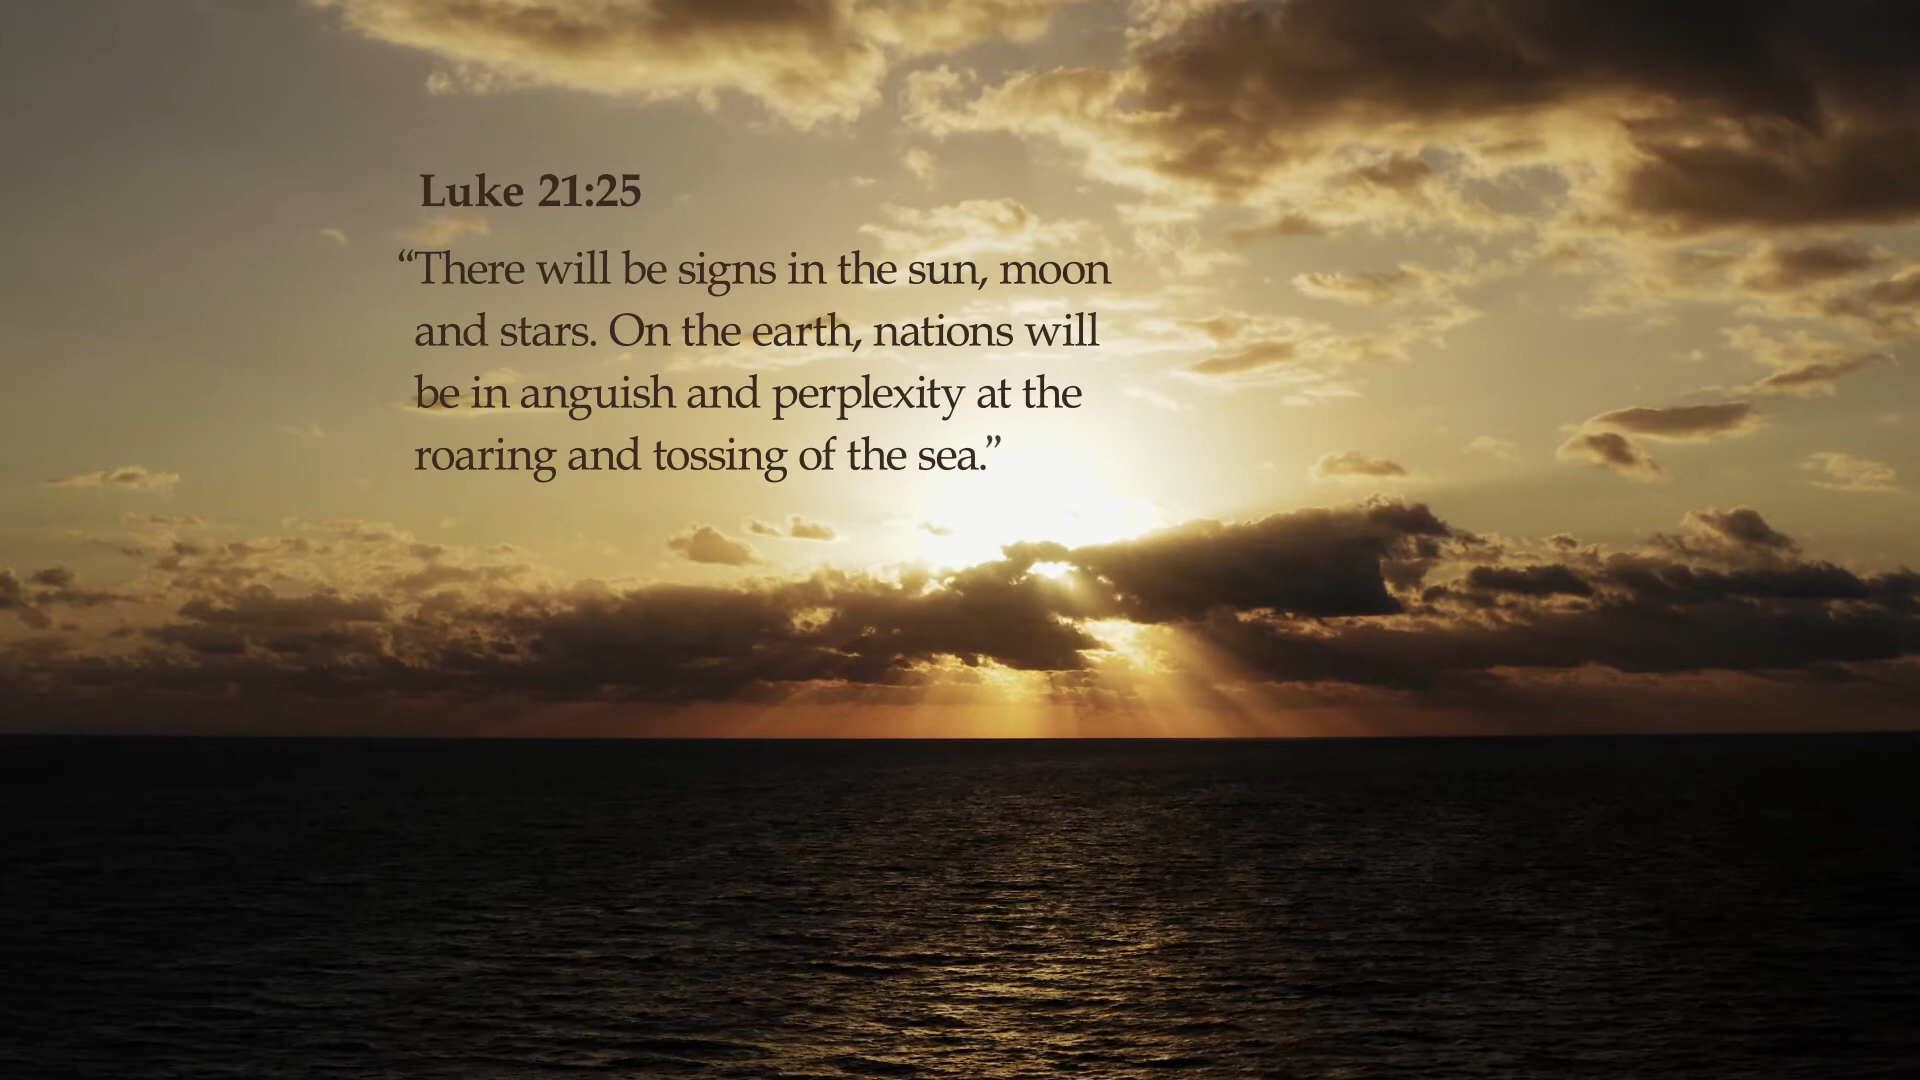 Luke 21:25
“There will be signs in the sun, moon
and stars. On the earth, nations will
be in anguish and perplexity at the
roaring and tossing of the sea.”